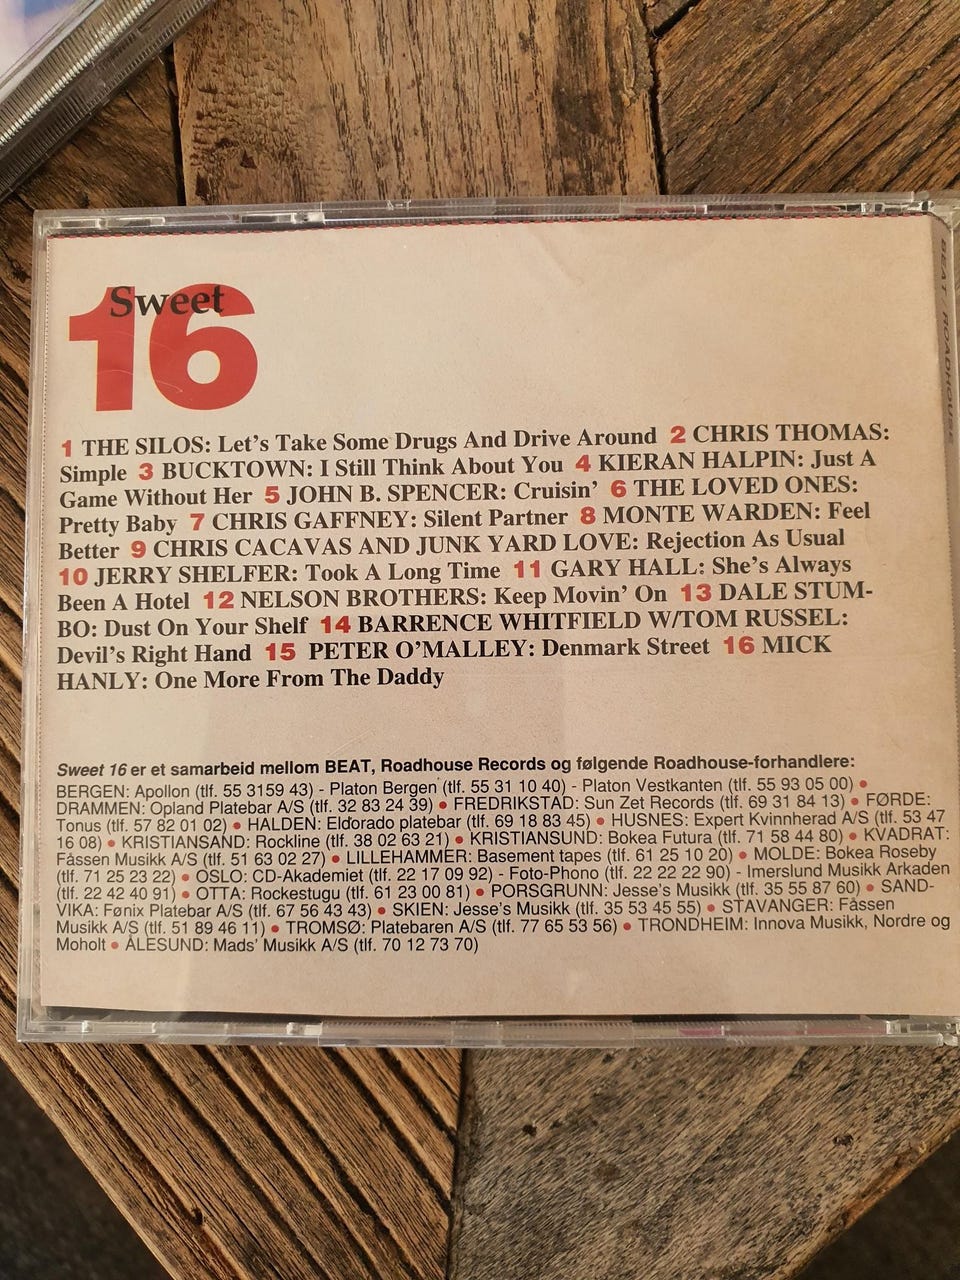 Sweet
16
1 THE SILOS: Let's Take Some Drugs And Drive Around 2 CHRIS THOMAS:
Simple 3 BUCKTOWN: I Still Think About You 4 KIERAN HALPIN: Just A
Game Without Her 5 JOHN B. SPENCER: Cruisin' 6 THE LOVED ONES:
Pretty Baby 7 CHRIS GAFFNEY: Silent Partner 8 MONTE WARDEN: Feel
Better 9 CHRIS CACAVAS AND JUNK YARD LOVE: Rejection As Usual
10 JERRY SHELFER: Took A Long Time 11 GARY HALL: She's Always
Been A Hotel 12 NELSON BROTHERS: Keep Movin' On 13 DALE STUM-
BO: Dust On Your Shelf 14 BARRENCE WHITFIELD W/TOM RUSSEL:
Devil's Right Hand 15 PETER O'MALLEY: Denmark Street 16 MICK
HANLY: One More From The Daddy
Sweet 16 er et samarbeid mellom BEAT, Roadhouse Records og følgende Roadhouse-forhandlere:
BERGEN: Apollon (tlf. 55 3159 43) - Platon Bergen (tlf. 55 31 10 40) - Platon Vestkanten (tlf. 55 93 05 00) •
DRAMMEN: Opland Platebar A/S (tlf. 32 83 24 39) • FREDRIKSTAD: Sun Zet Records (tlf. 69 31 84 13) • FØRDE:
Tonus (tlf. 57 82 01 02) • HALDEN: Eldorado platebar (tlf. 69 18 83 45) • HUSNES: Expert Kvinnherad A/S (tlf. 53 47
16 08) • KRISTIANSAND: Rockline (tlf. 38 02 63 21) • KRISTIANSUND: Bokea Futura (tlf. 71 58 44 80) • KVADRAT:
Fåssen Musikk A/S (tlf. 51 63 02 27) • LILLEHAMMER: Basement tapes (tlf. 61 25 10 20) • MOLDE: Bokea Roseby
(tlf. 71 25 23 22) • OSLO: CD-Akademiet (tlf. 22 17 09 92) - Foto-Phono (tlf. 22 22 22 90) - Imerslund Musikk Arkaden
(tlf. 22 42 40 91) • OTTA: Rockestugu (tlf. 61 23 00 81) • PORSGRUNN: Jesse's Musikk (tlf. 35 55 87 60) • SAND-
VIKA: Fønix Platebar A/S (tlf. 67 56 43 43) • SKIEN: Jesse's Musikk (tlf. 35 53 45 55) • STAVANGER: Fåssen
Musikk A/S (tlf. 51 89 46 11) • TROMSØ: Platebaren A/S (tlf. 77 65 53 56) • TRONDHEIM: Innova Musikk, Nordre og
Moholt • ÅLESUND: Mads' Musikk A/S (tlf. 70 12 73 70)
BEAT / ROADHOUSE